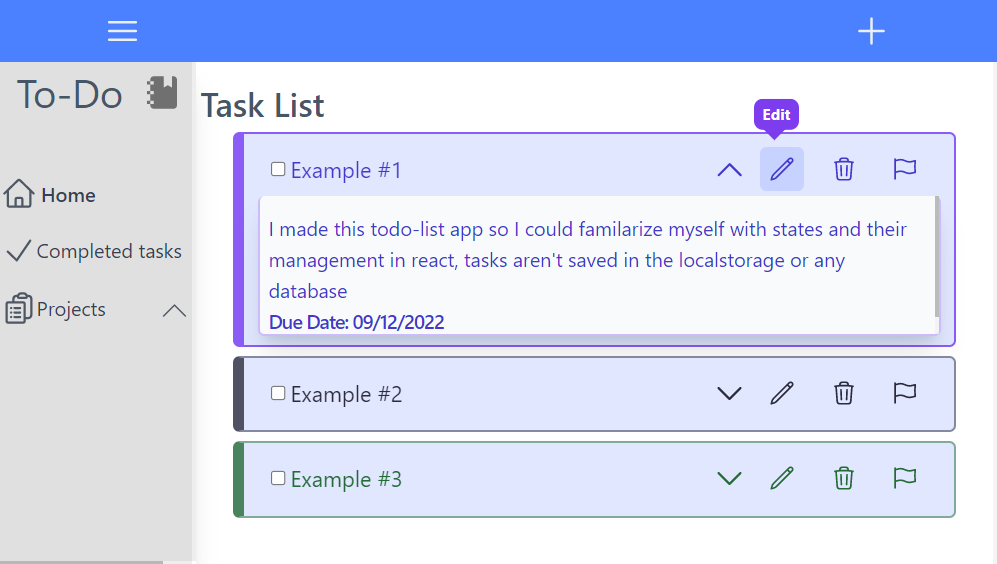 To-Do
Home
Completed tasks
Projects
Task List
Edit
Example #1
I made this todo-list app so I could familarize myself with states and their
management in react, tasks aren't saved in the localstorage or any
database
Due Date: 09/12/2022
Example #2
Example #3